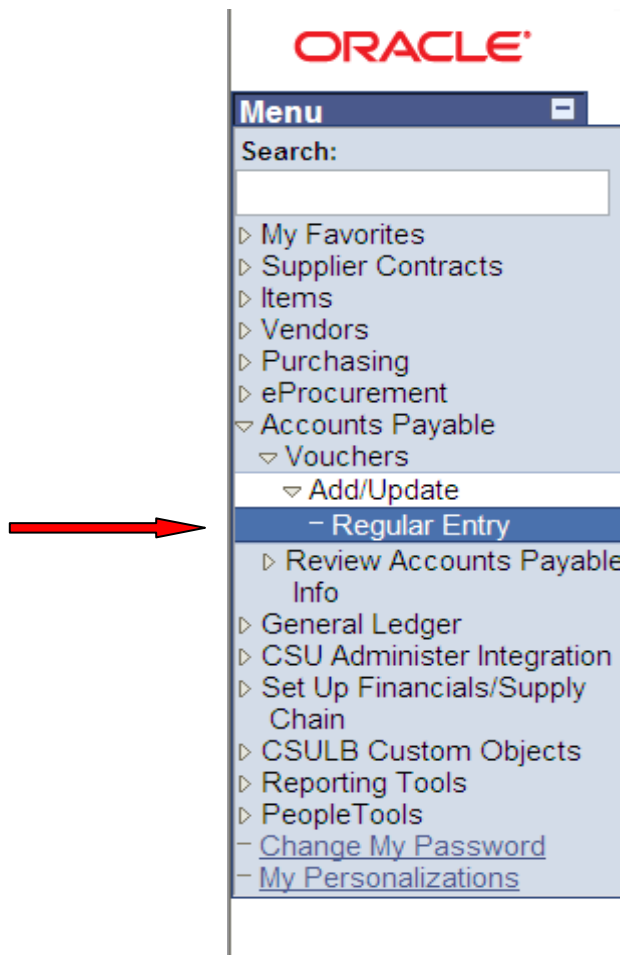 ORACLE
Menu
Search:
My Favorites
Supplier Contracts
Items
Vendors
Purchasing
eProcurement
Accounts Payable
Vouchers
Add/Update
Regular Entry
Review Accounts Payable
Info
General Ledger
CSU Administer Integration
Set Up Financials/Supply
Chain
CSULB Custom Objects
Reporting Tools
PeopleTools
Change My Password
My Personalizations